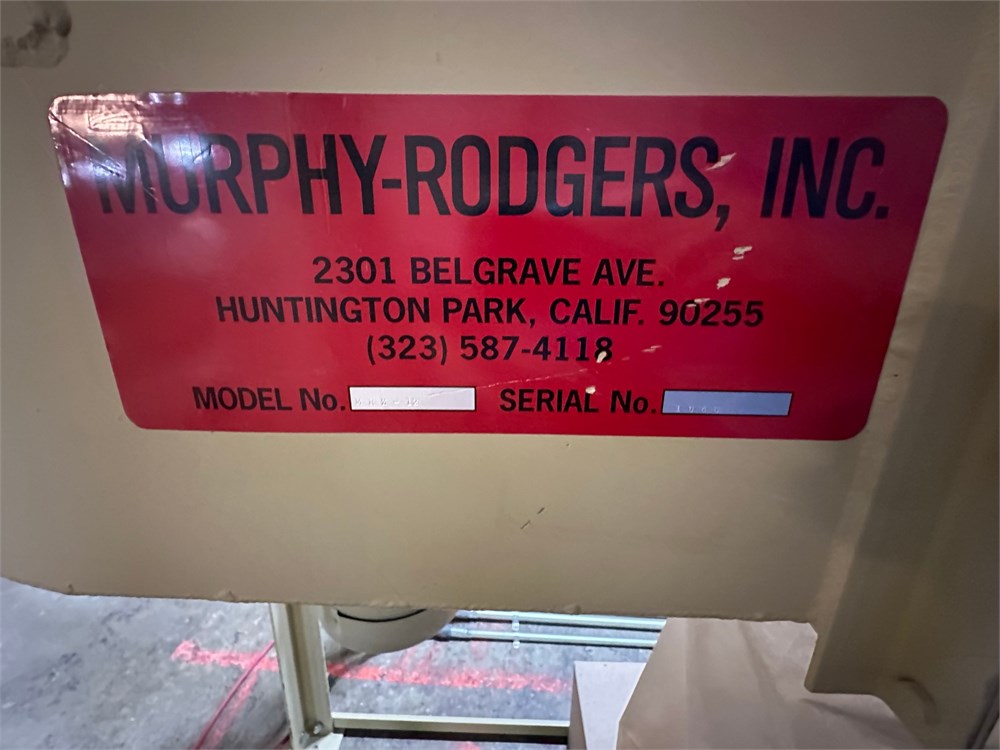 MURPHY-RODGERS, INC.
2301 BELGRAVE AVE.
HUNTINGTON PARK, CALIF. 90255
(323) 587-4118
MODEL No. SERIAL No.